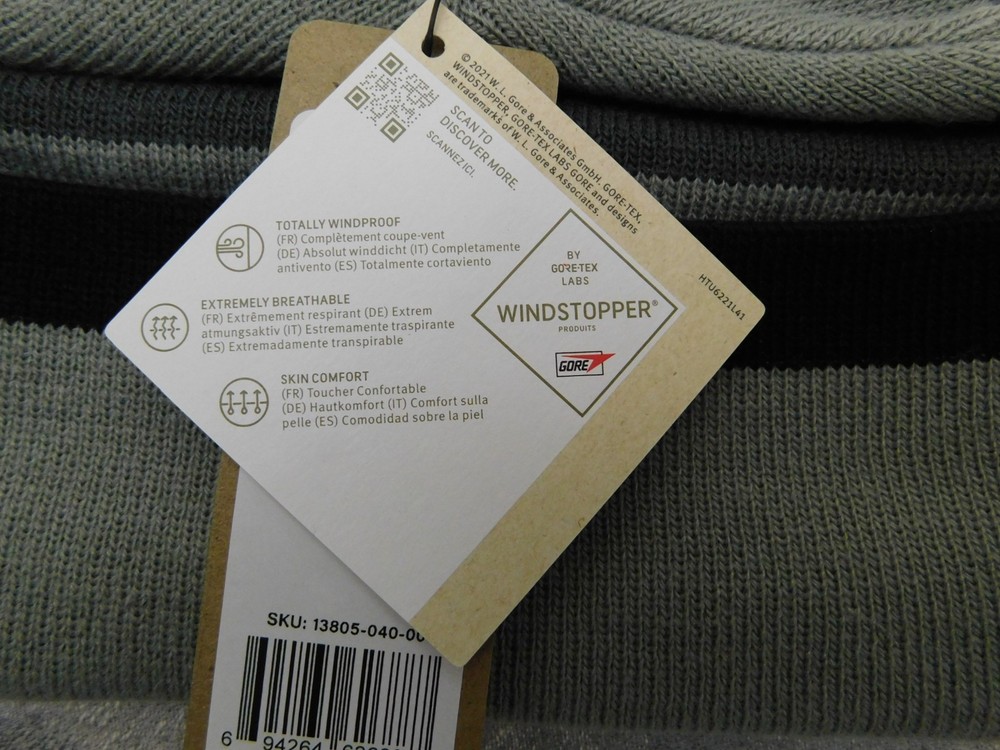 SCAN TO
DISCOVER MORE.
SCANNEZ ICI.
© 2021 W. L. Gore & Associates GmbH. GORE-TEX,
WINDSTOPPER, GORE-TEX LABS GORE and designs
are trademarks of W. L. Gore & Associates.
HTU6221L41
TOTALLY WINDPROOF
(FR) Complètement coupe-vent
(DE) Absolut winddicht (IT) Completamente
antivento (ES) Totalmente cortaviento
EXTREMELY BREATHABLE
(FR) Extrêmement respirant (DE) Extrem
atmungsaktiv (IT) Estremamente traspirante
(ES) Extremadamente transpirable
SKIN COMFORT
(FR) Toucher Confortable
(DE) Hautkomfort (IT) Comfort sulla
pelle (ES) Comodidad sobre la piel
BY
GORE-TEX
LABS
WINDSTOPPER®
PRODUITS
GORE
SKU: 13805-040-00
6 94264